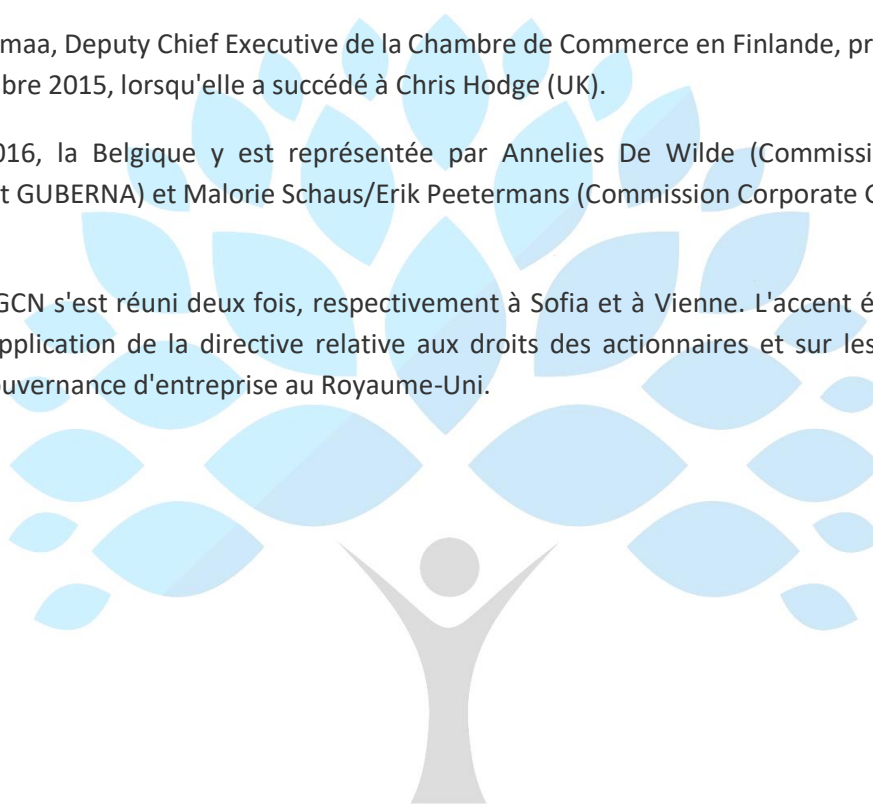 maa, Deputy Chief Executive de la Chambre de Commerce en Finlande, pr
bre 2015, lorsqu'elle a succédé à Chris Hodge (UK).
016, la Belgique y est représentée par Annelies De Wilde (Commissi
t GUBERNA) et Malorie Schaus/Erik Peetermans (Commission Corporate
GCN s'est réuni deux fois, respectivement à Sofia et à Vienne. L'accent é
pplication de la directive relative aux droits des actionnaires et sur les
ouvernance d'entreprise au Royaume-Uni.